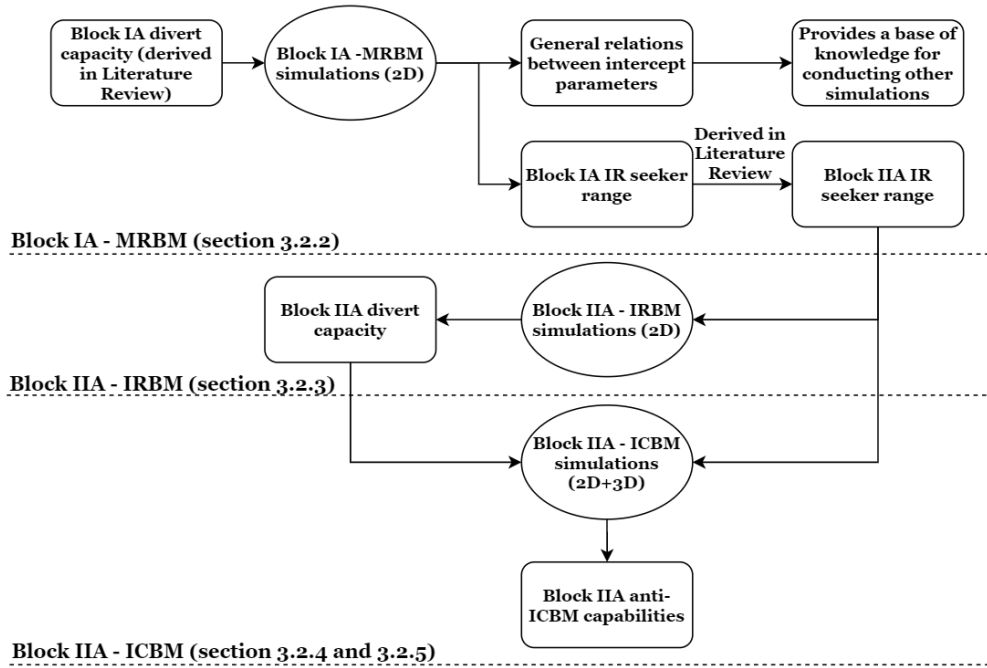 Block IA divert
capacity (derived
in Literature
Review)
Block IA -MRBM
simulations (2D)
General relations
between intercept
parameters
Provides a base of
knowledge for
conducting other
simulations
Block IA IR seeker
range
Derived in
Literature
Review
Block IIA IR
seeker range
Block IA - MRBM (section 3.2.2)
Block IIA divert
capacity
Block IIA - IRBM
simulations (2D)
Block IIA - IRBM (section 3.2.3)
Block IIA - ICBM
simulations
(2D+3D)
Block IIA anti-
ICBM capabilities
Block IIA - ICBM (section 3.2.4 and 3.2.5)